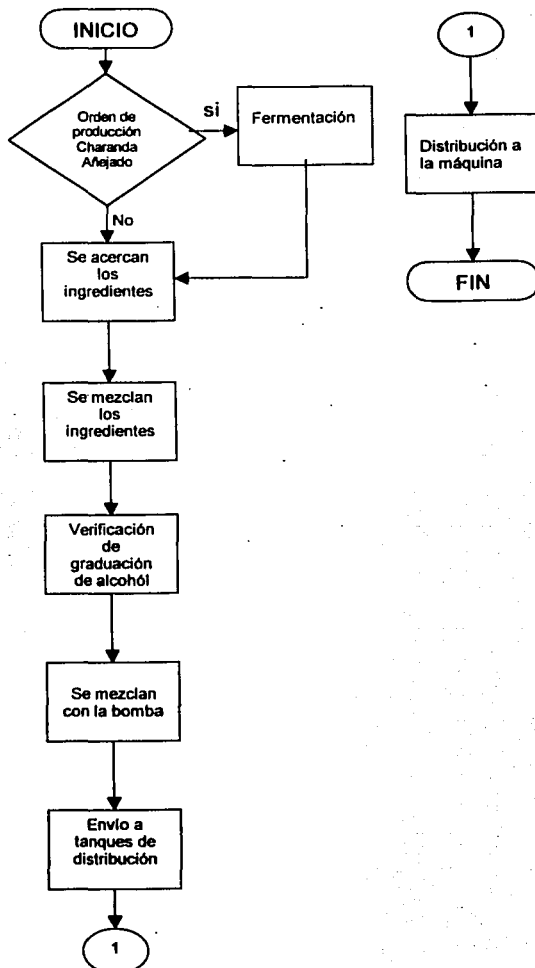 INICIO
Orden de
producción
Charanda
Añejado
si
Fermentación
No
Se acercan
los
ingredientes
Se mezclan
los
ingredientes
Verificación
de
graduación
de alcohól
Se mezclan
con la bomba
Envío a
tanques de
distribución
1
1
Distribución a
la máquina
FIN